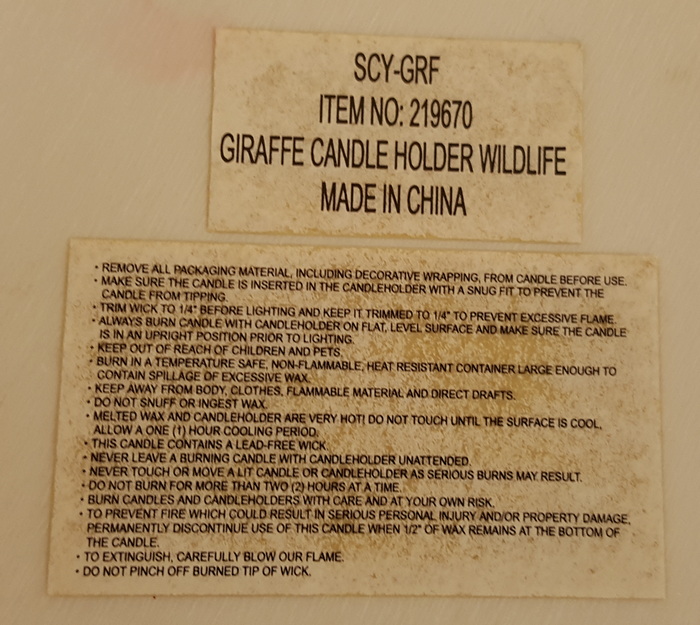 SCY-GRF
ITEM NO: 219670
GIRAFFE CANDLE HOLDER WILDLIFE
MADE IN CHINA
• REMOVE ALL PACKAGING MATERIAL, INCLUDING DECORATIVE WRAPPING, FROM CANDLE BEFORE USE.
• MAKE SURE THE CANDLE IS INSERTED IN THE CANDLEHOLDER WITH A SNUG FIT TO PREVENT THE
CANDLE FROM TIPPING.
• TRIM WICK TO 1/4" BEFORE LIGHTING AND KEEP IT TRIMMED TO 1/4" TO PREVENT EXCESSIVE FLAME.
• ALWAYS BURN CANDLE WITH CANDLEHOLDER ON FLAT, LEVEL SURFACE AND MAKE SURE THE CANDLE
IS IN AN UPRIGHT POSITION PRIOR TO LIGHTING.
• KEEP OUT OF REACH OF CHILDREN AND PETS.
• BURN IN A TEMPERATURE SAFE, NON-FLAMMABLE, HEAT RESISTANT CONTAINER LARGE ENOUGH TO
CONTAIN SPILLAGE OF EXCESSIVE WAX.
• KEEP AWAY FROM BODY, CLOTHES, FLAMMABLE MATERIAL AND DIRECT DRAFTS.
• DO NOT SNUFF OR INGEST WAX.
• MELTED WAX AND CANDLEHOLDER ARE VERY HOT! DO NOT TOUCH UNTIL THE SURFACE IS COOL,
ALLOW A ONE (1) HOUR COOLING PERIOD.
• THIS CANDLE CONTAINS A LEAD-FREE WICK.
• NEVER LEAVE A BURNING CANDLE WITH CANDLEHOLDER UNATTENDED.
• NEVER TOUCH OR MOVE A LIT CANDLE OR CANDLEHOLDER AS SERIOUS BURNS MAY RESULT.
• DO NOT BURN FOR MORE THAN TWO (2) HOURS AT A TIME.
• BURN CANDLES AND CANDLEHOLDERS WITH CARE AND AT YOUR OWN RISK.
• TO PREVENT FIRE WHICH COULD RESULT IN SERIOUS PERSONAL INJURY AND/OR PROPERTY DAMAGE,
PERMANENTLY DISCONTINUE USE OF THIS CANDLE WHEN 1/2" OF WAX REMAINS AT THE BOTTOM OF
THE CANDLE.
• TO EXTINGUISH, CAREFULLY BLOW OUR FLAME.
• DO NOT PINCH OFF BURNED TIP OF WICK.